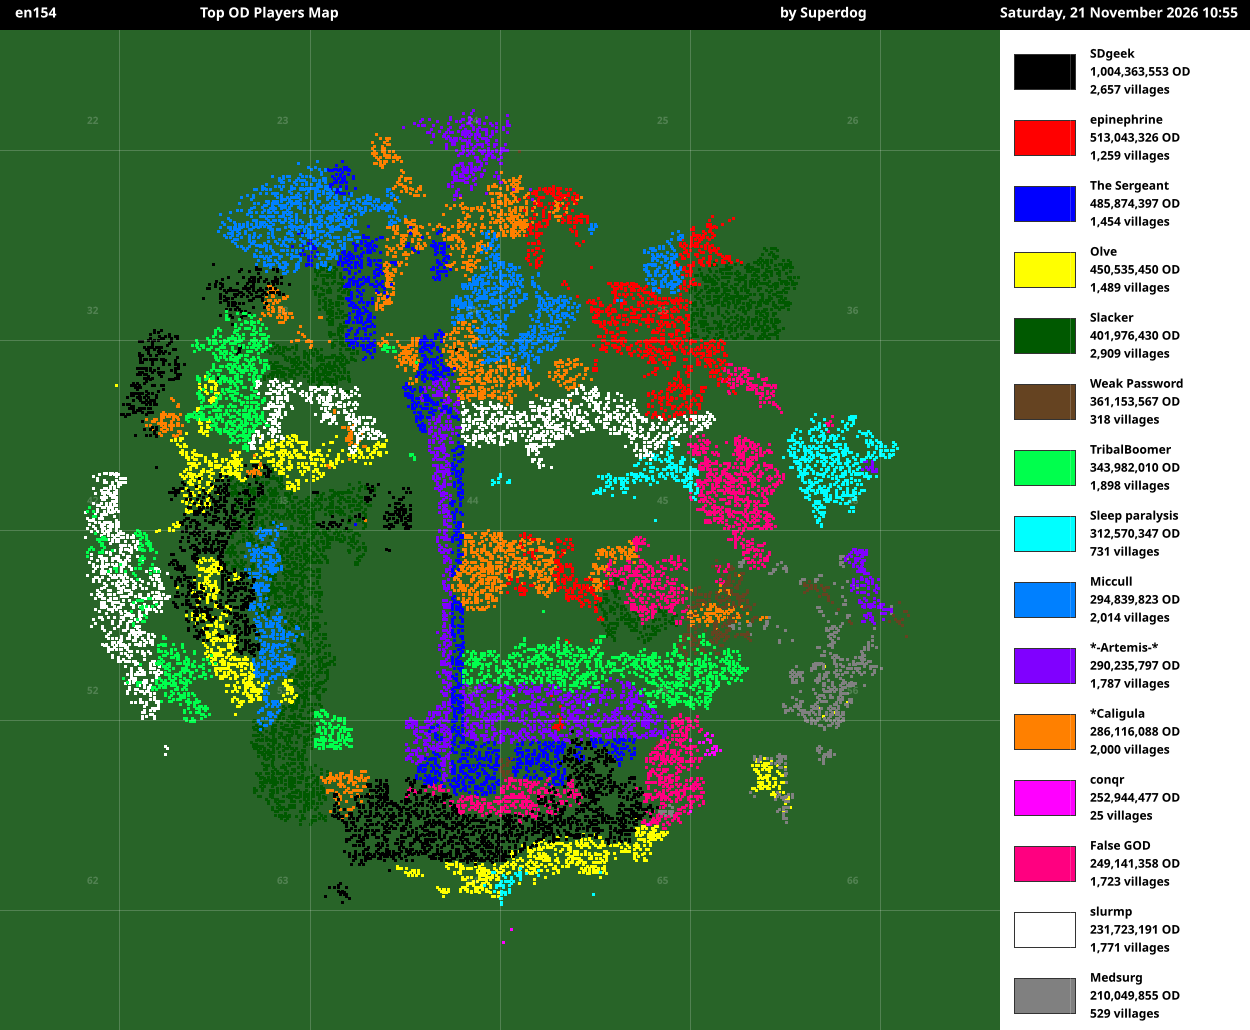 en154 Top OD Players Map by Superdog Saturday, 21 November 2026 10:55
SDgeek
1,004,363,553 OD
2,657 villages
epinephrine
513,043,326 OD
1,259 villages
The Sergeant
485,874,397 OD
1,454 villages
Olve
450,535,450 OD
1,489 villages
Slacker
401,976,430 OD
2,909 villages
Weak Password
361,153,567 OD
318 villages
TribalBoomer
343,982,010 OD
1,898 villages
Sleep paralysis
312,570,347 OD
731 villages
Miccull
294,839,823 OD
2,014 villages
*-Artemis-*
290,235,797 OD
1,787 villages
*Caligula
286,116,088 OD
2,000 villages
conqr
252,944,477 OD
25 villages
False GOD
249,141,358 OD
1,723 villages
slurmp
231,723,191 OD
1,771 villages
Medsurg
210,049,855 OD
529 villages
22 23 24 25 26
32 35 36
44 45
52
62 63 65 66